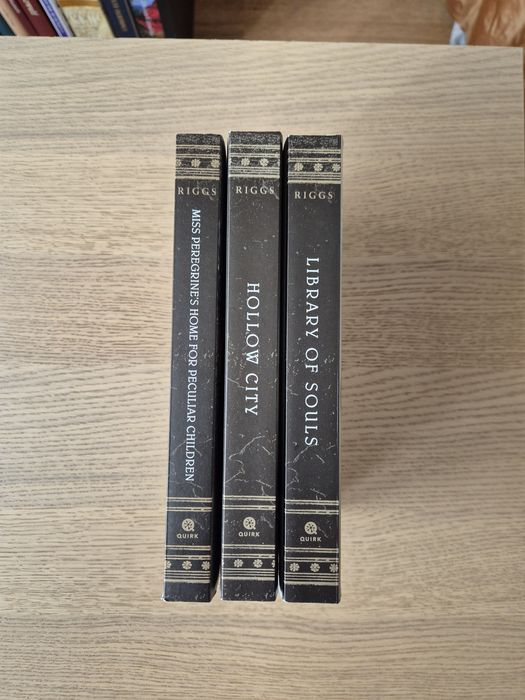 RIGGS
MISS PEREGRINE'S HOME FOR PECULIAR CHILDREN
QUIRK
RIGGS
HOLLOW CITY
QUIRK
RIGGS
LIBRARY OF SOULS
QUIRK